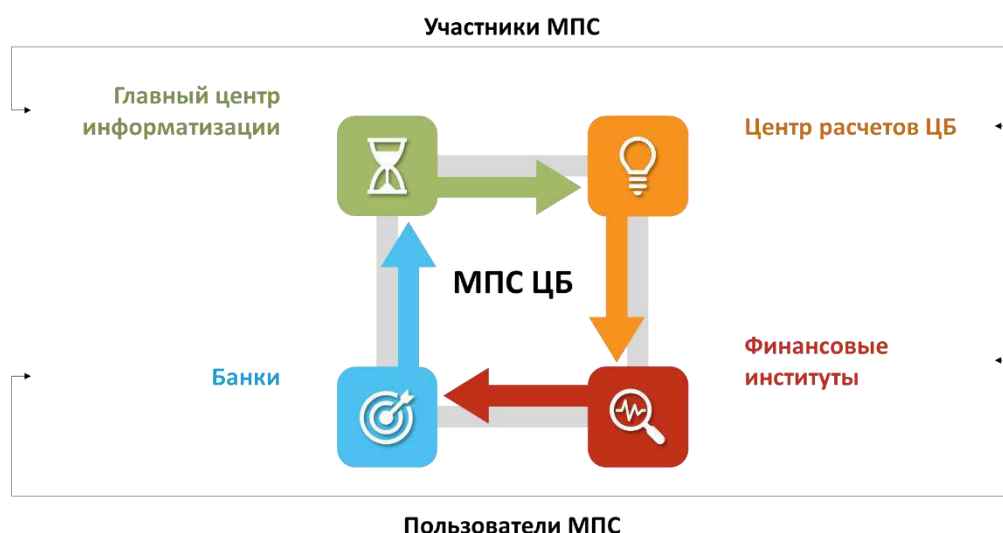 Участники МПС
Главный центр
информатизации
Центр расчетов ЦБ
МПС ЦБ
Банки
Финансовые
институты
Пользователи МПС